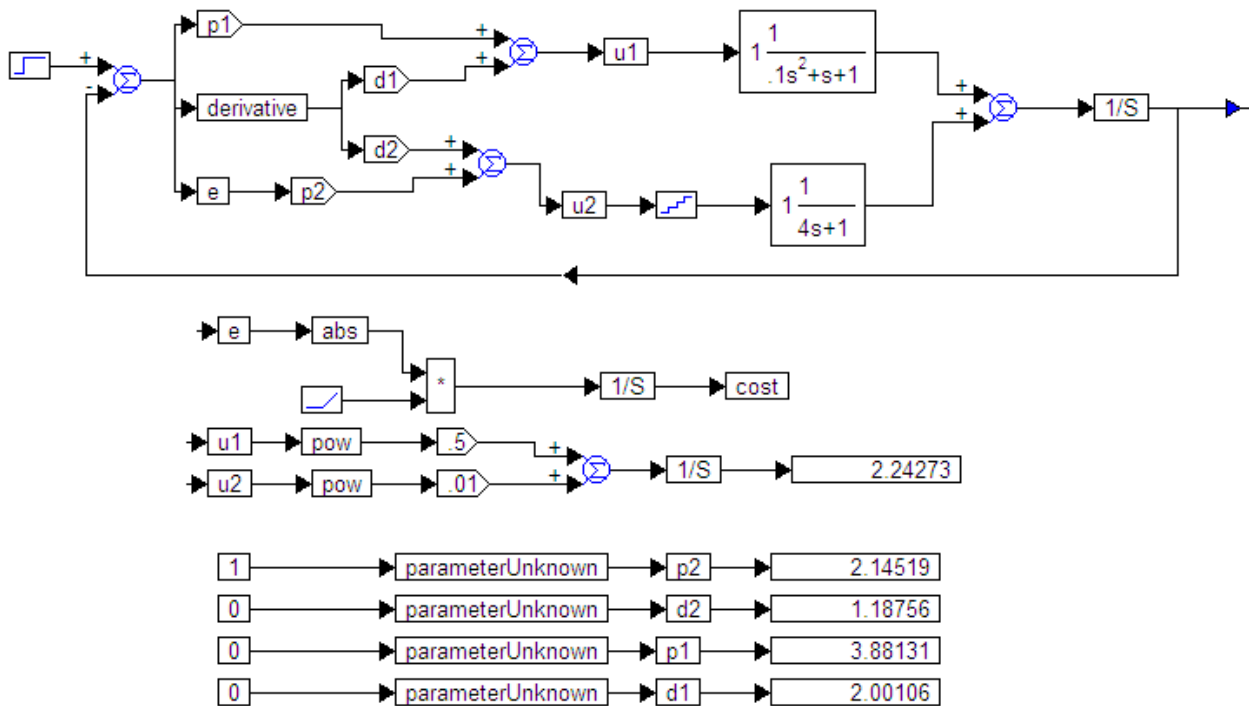 p1
+
+
Σ
u1
1 1/.1s²+s+1
+
-
Σ
derivative
d1
+
+
Σ
1/S
d2
+
+
Σ
e
p2
u2
1 1/4s+1
e
abs
*
1/S
cost
u1
pow
.5
+
+
Σ
1/S
2.24273
u2
pow
.01
1
parameterUnknown
p2
2.14519
0
parameterUnknown
d2
1.18756
0
parameterUnknown
p1
3.88131
0
parameterUnknown
d1
2.00106